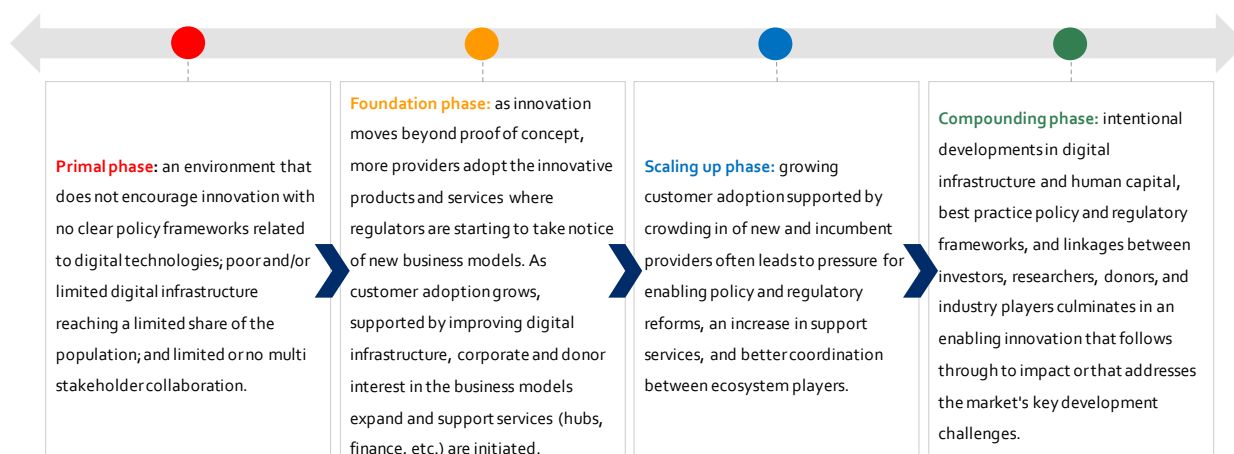 Primal phase: an environment that
does not encourage innovation with
no clear policy frameworks related
to digital technologies; poor and/or
limited digital infrastructure
reaching a limited share of the
population; and limited or no multi
stakeholder collaboration.
Foundation phase: as innovation
moves beyond proof of concept,
more providers adopt the innovative
products and services where
regulators are starting to take notice
of new business models. As
customer adoption grows,
supported by improving digital
infrastructure, corporate and donor
interest in the business models
expand and support services (hubs,
finance, etc.) are initiated.
Scaling up phase: growing
customer adoption supported by
crowding in of new and incumbent
providers often leads to pressure for
enabling policy and regulatory
reforms, an increase in support
services, and better coordination
between ecosystem players.
Compounding phase: intentional
developments in digital
infrastructure and human capital,
best practice policy and regulatory
frameworks, and linkages between
investors, researchers, donors, and
industry players culminates in an
enabling innovation that follows
through to impact or that addresses
the market's key development
challenges.